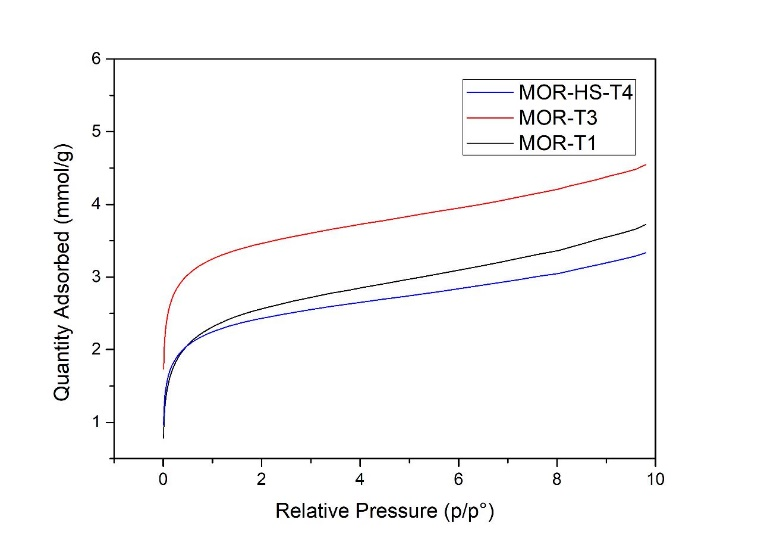 6
5
4
3
2
1
Quantity Adsorbed (mmol/g)
MOR-HS-T4
MOR-T3
MOR-T1
0 2 4 6 8 10
Relative Pressure (p/p°)